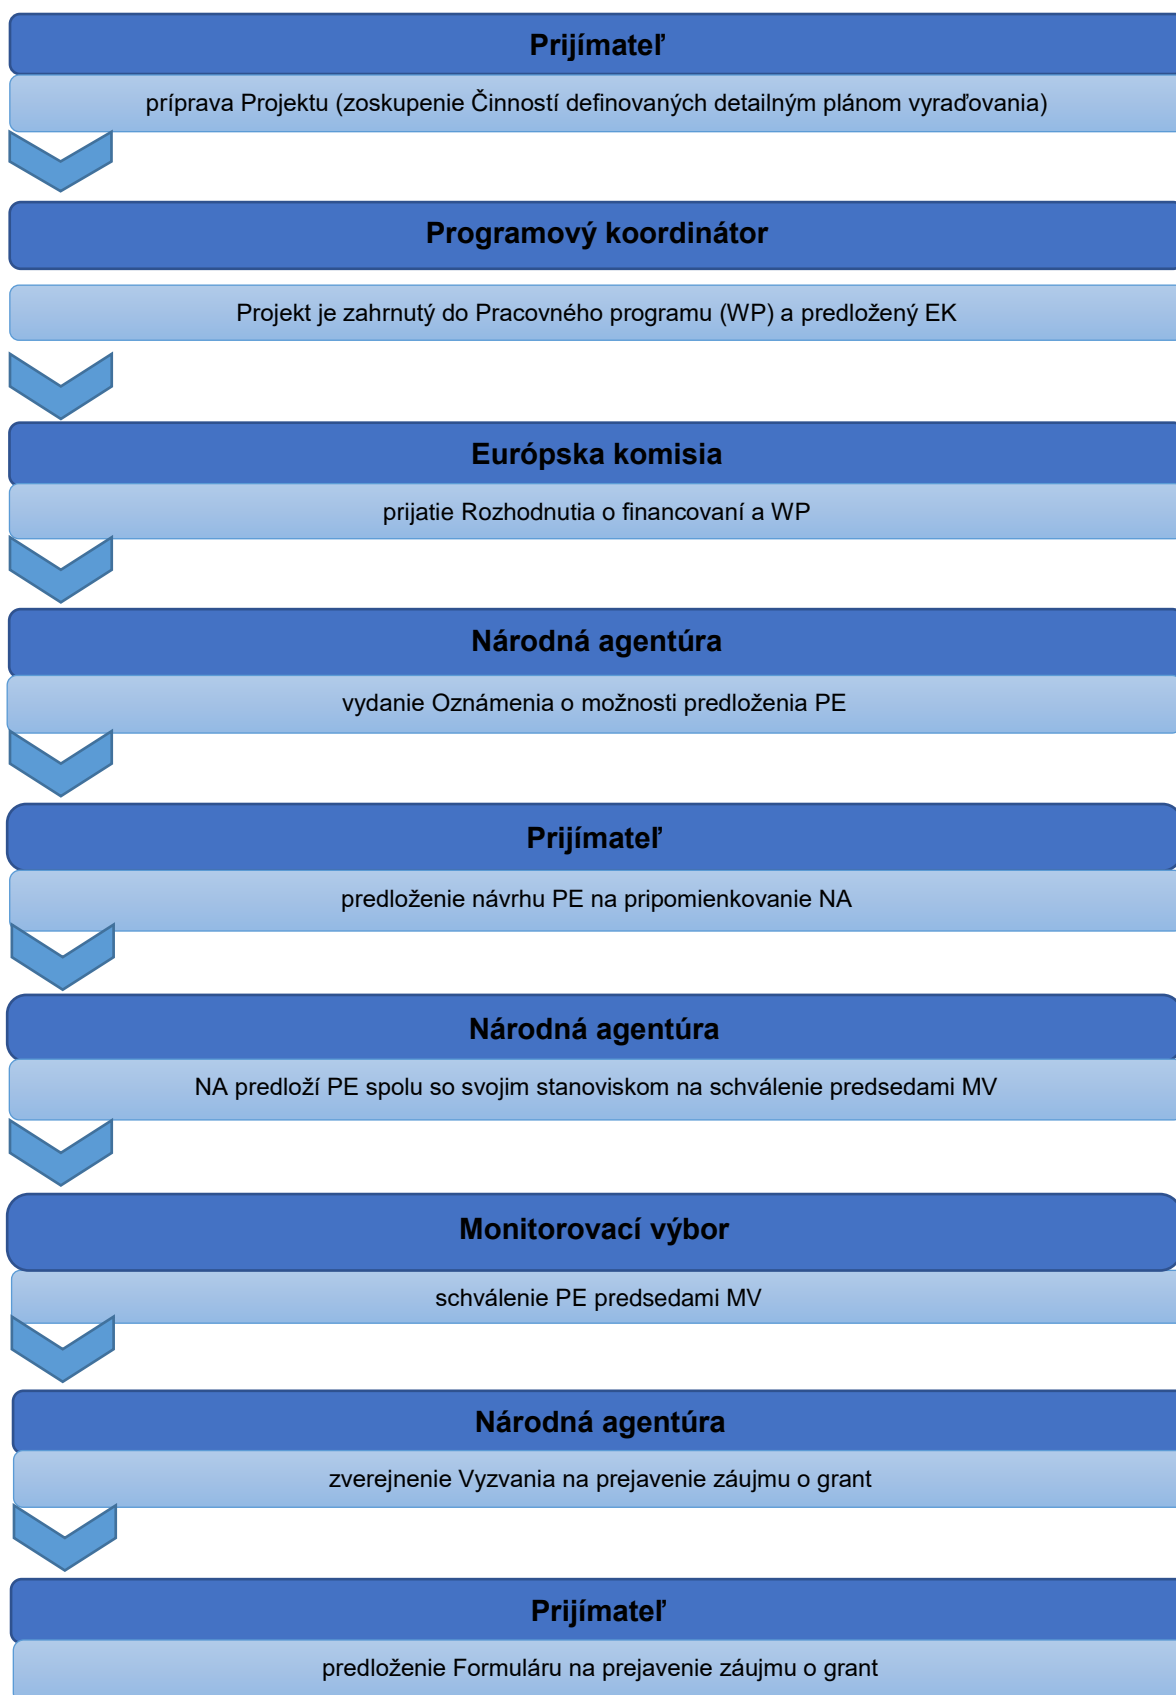 Prijímateľ
príprava Projektu (zoskupenie Činností definovaných detailným plánom vyraďovania)
Programový koordinátor
Projekt je zahrnutý do Pracovného programu (WP) a predložený EK
Európska komisia
prijatie Rozhodnutia o financovaní a WP
Národná agentúra
vydanie Oznámenia o možnosti predloženia PE
Prijímateľ
predloženie návrhu PE na pripomienkovanie NA
Národná agentúra
NA predloží PE spolu so svojim stanoviskom na schválenie predsedami MV
Monitorovací výbor
schválenie PE predsedami MV
Národná agentúra
zverejnenie Vyzvania na prejavenie záujmu o grant
Prijímateľ
predloženie Formuláru na prejavenie záujmu o grant